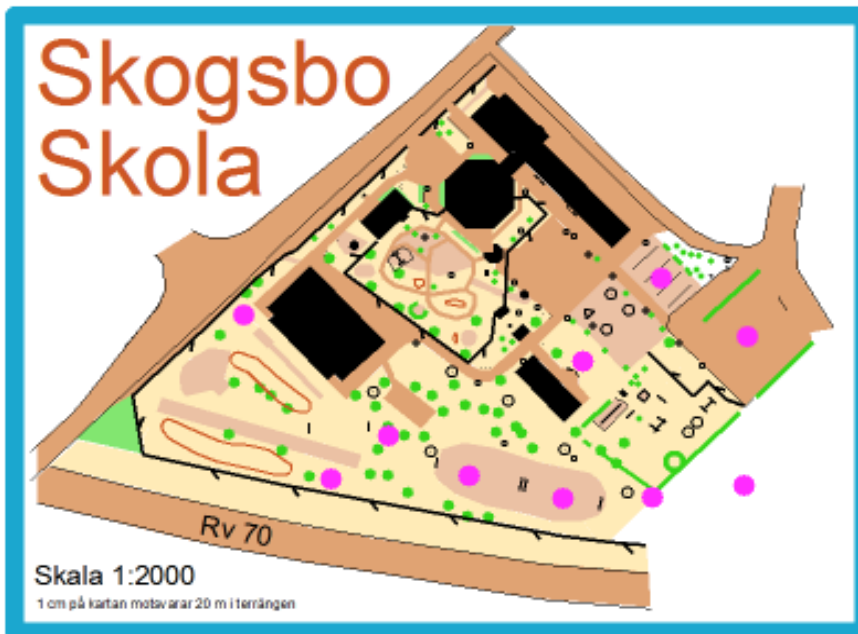 Skogsbo
Skola
Rv 70
Skala 1:2000
1 cm på kartan motsvarar 20 m i terrängen